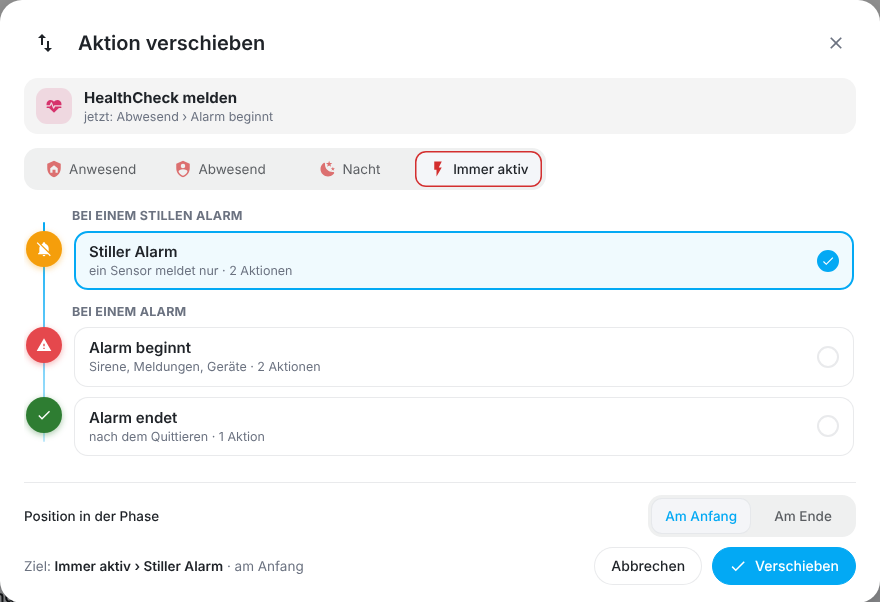 Aktion verschieben
HealthCheck melden
jetzt: Abwesend › Alarm beginnt
Anwesend
Abwesend
Nacht
Immer aktiv
BEI EINEM STILLEN ALARM
Stiller Alarm
ein Sensor meldet nur · 2 Aktionen
BEI EINEM ALARM
Alarm beginnt
Sirene, Meldungen, Geräte · 2 Aktionen
Alarm endet
nach dem Quittieren · 1 Aktion
Position in der Phase
Am Anfang
Am Ende
Ziel: Immer aktiv › Stiller Alarm · am Anfang
Abbrechen
Verschieben